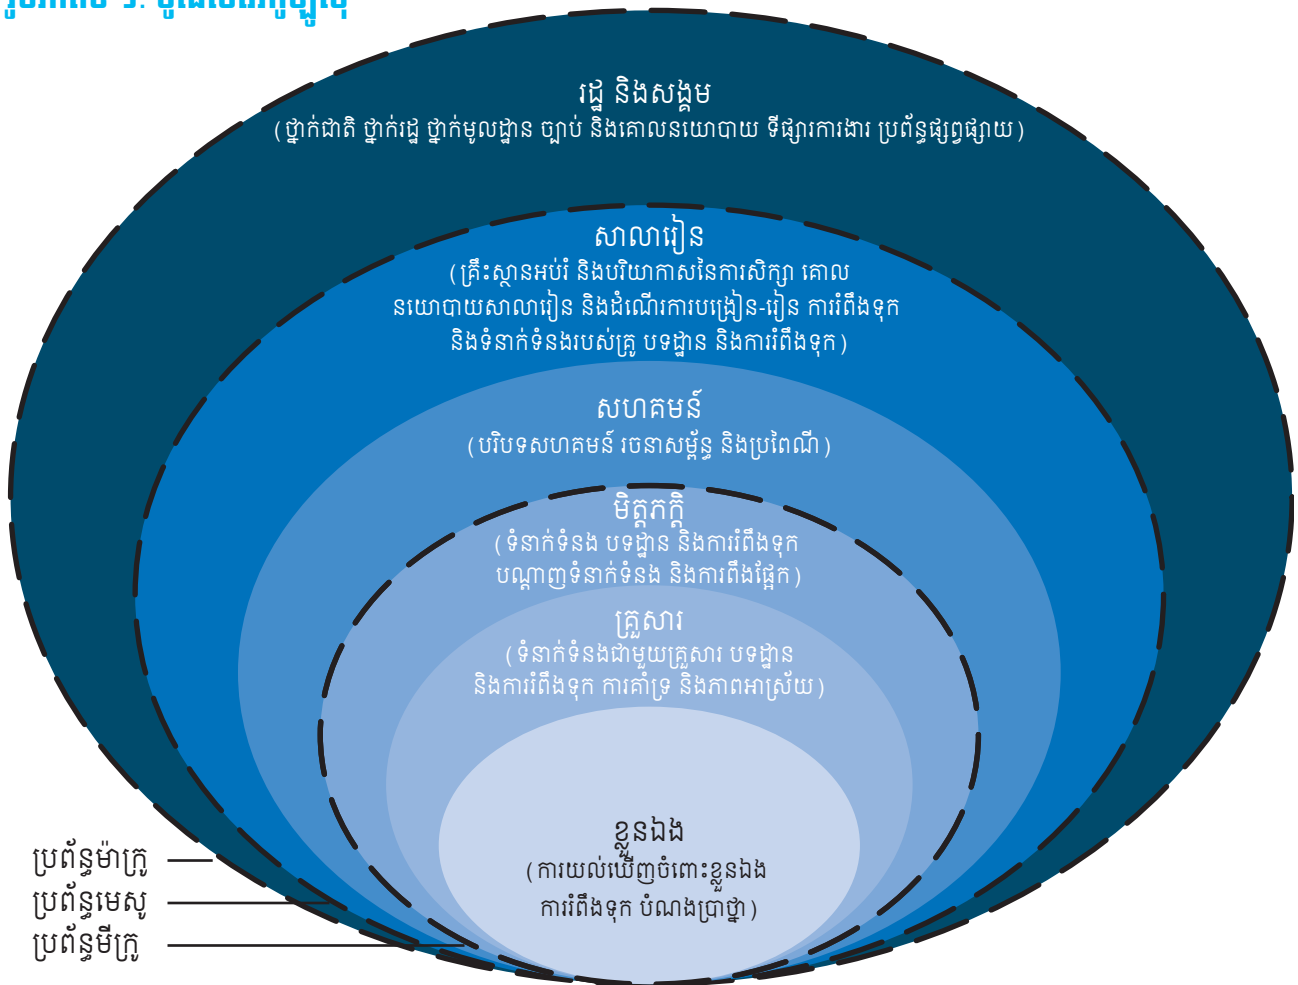 រដ្ឋ និងសង្គម
(ថ្នាក់ជាតិ ថ្នាក់រដ្ឋ ថ្នាក់មូលដ្ឋាន ច្បាប់ និងគោលនយោបាយ ទីផ្សារការងារ ប្រព័ន្ធផ្សព្វផ្សាយ)
សាលារៀន
(គ្រឹះស្ថានអប់រំ និងបរិយាកាសនៃការសិក្សា គោល
នយោបាយសាលារៀន និងដំណើរការបង្រៀន-រៀន ការរំពឹងទុក
និងទំនាក់ទំនងរបស់គ្រូ បទដ្ឋាន និងការរំពឹងទុក)
សហគមន៍
(បរិបទសហគមន៍ រចនាសម្ព័ន្ធ និងប្រពៃណី)
មិត្តភក្តិ
(ទំនាក់ទំនង បទដ្ឋាន និងការរំពឹងទុក
បណ្តាញទំនាក់ទំនង និងការពឹងផ្អែក)
គ្រួសារ
(ទំនាក់ទំនងជាមួយគ្រួសារ បទដ្ឋាន
និងការរំពឹងទុក ការគាំទ្រ និងភាពអាស្រ័យ)
ខ្លួនឯង
(ការយល់ឃើញចំពោះខ្លួនឯង
ការរំពឹងទុក បំណងប្រាថ្នា)
ប្រព័ន្ធម៉ាក្រូ
ប្រព័ន្ធមេសូ
ប្រព័ន្ធមីក្រូ